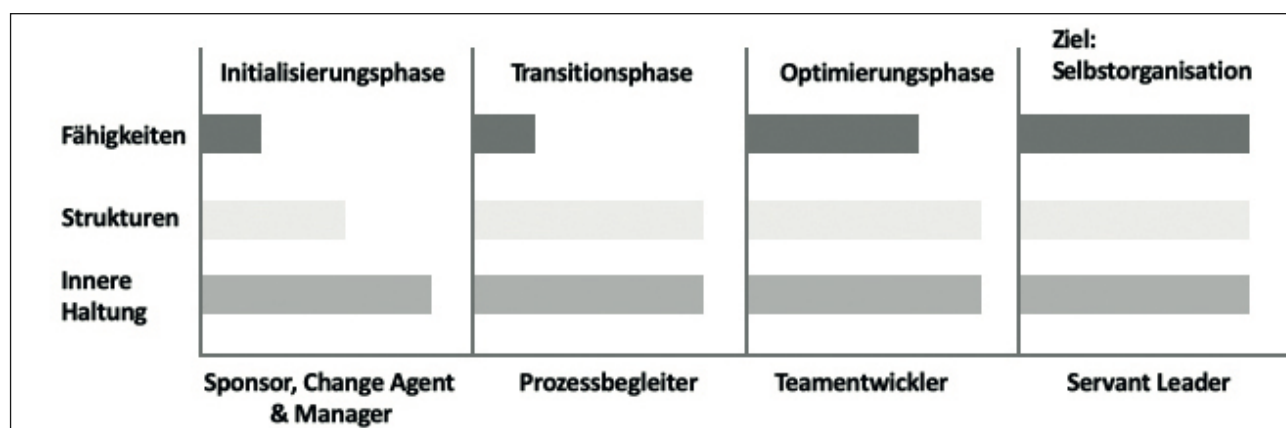 Initialisierungsphase
Transitionsphase
Optimierungsphase
Ziel:
Selbstorganisation
Fähigkeiten
Strukturen
Innere
Haltung
Sponsor, Change Agent
& Manager
Prozessbegleiter
Teamentwickler
Servant Leader